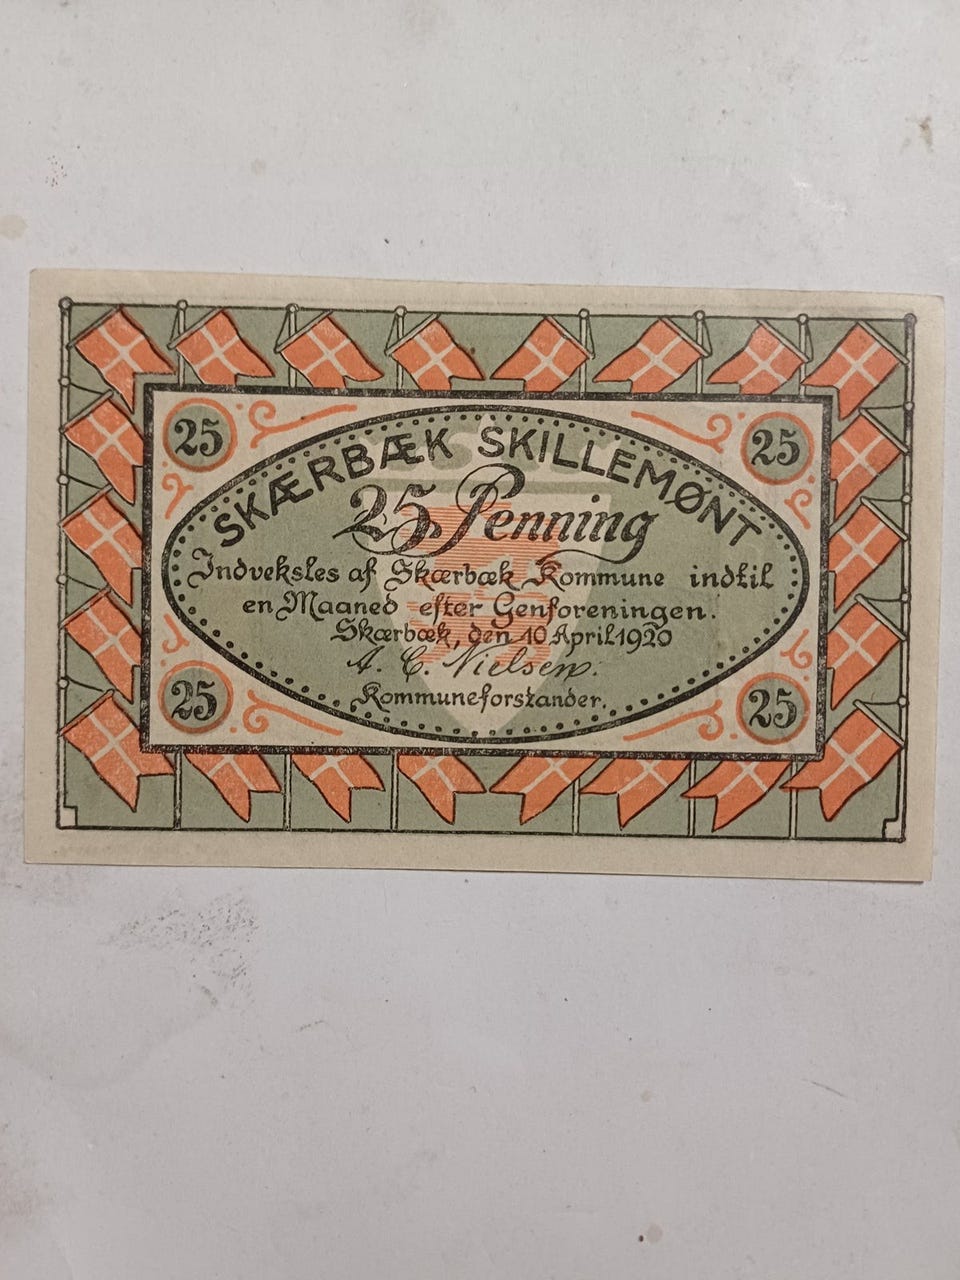 25
25
SKÆRBÆK SKILLEMØNT
25 Penning
Indveksles af Skærbæk Kommune indtil
en Maaned efter Genforeningen.
Skærbæk, den 10 April 1920
A. C. Nielsen.
Kommuneforstander.
25
25